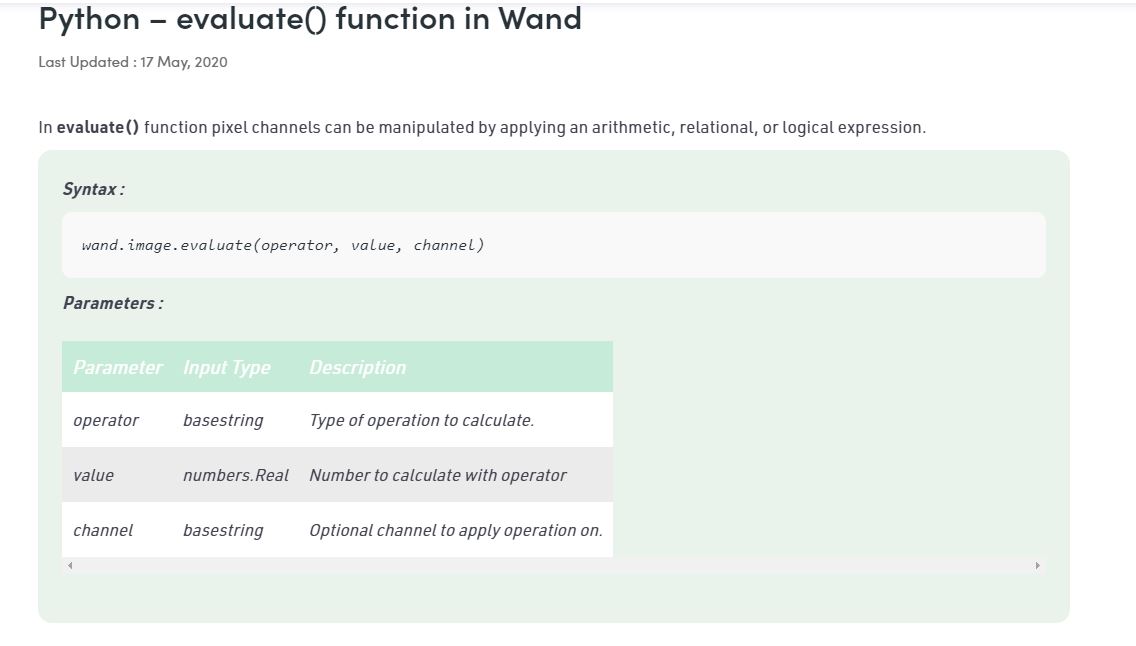 Python – evaluate() function in Wand
Last Updated : 17 May, 2020
In evaluate() function pixel channels can be manipulated by applying an arithmetic, relational, or logical expression.
Syntax :
wand.image.evaluate(operator, value, channel)
Parameters :
Parameter Input Type Description
operator basestring Type of operation to calculate.
value numbers.Real Number to calculate with operator
channel basestring Optional channel to apply operation on.